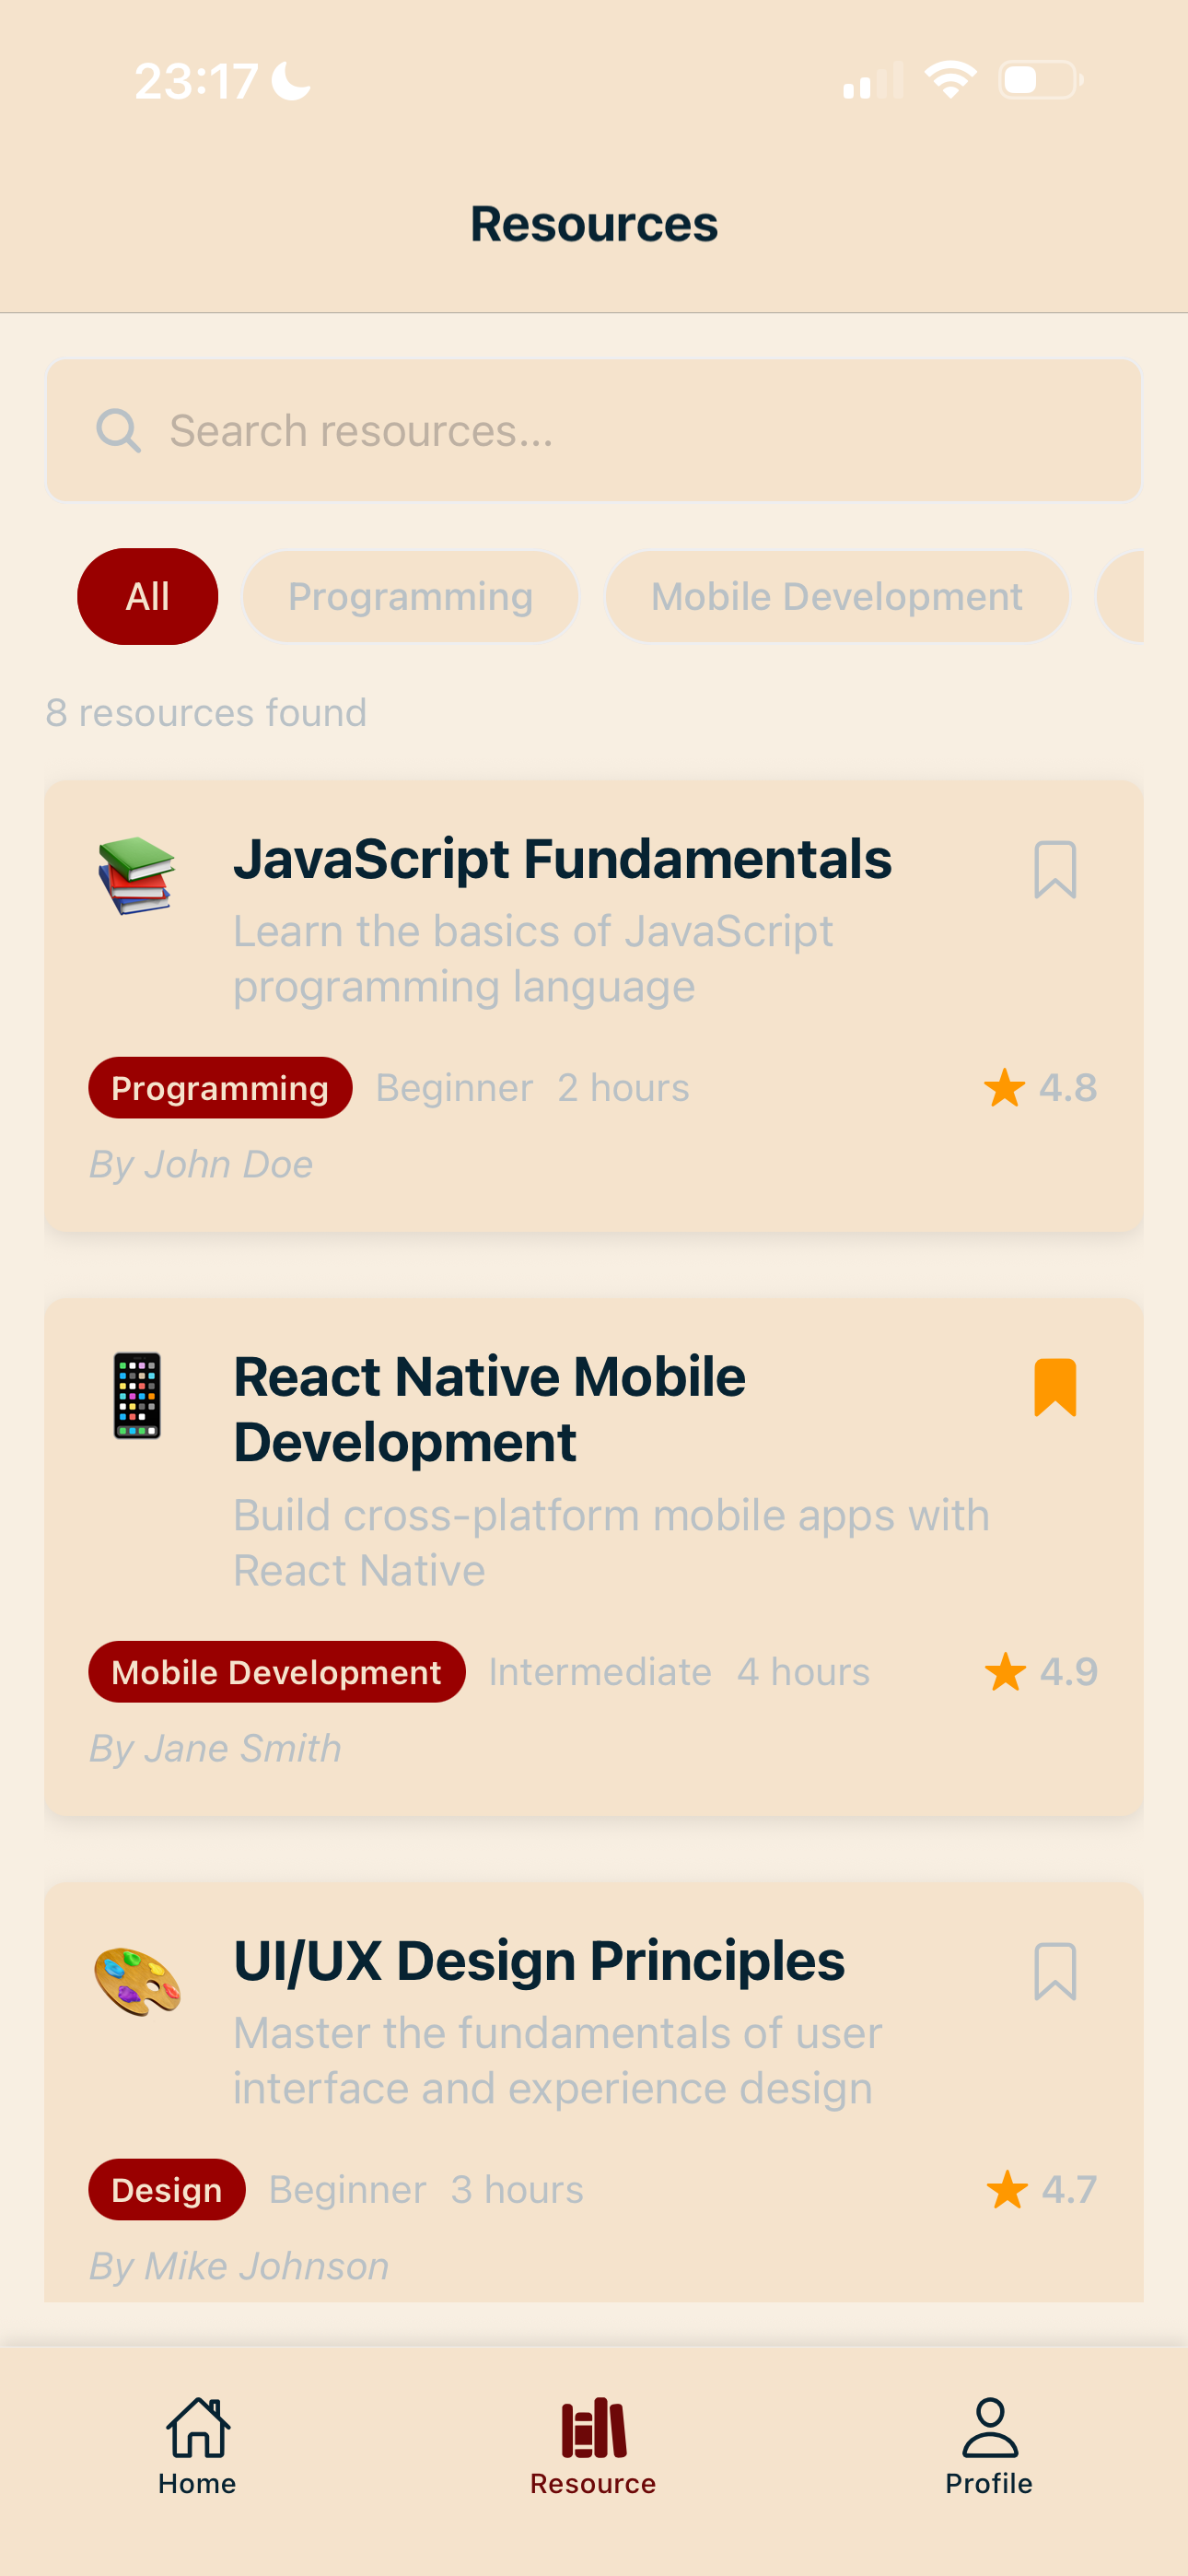 23:17
Resources
Search resources...
All
Programming
Mobile Development
8 resources found
JavaScript Fundamentals
Learn the basics of JavaScript
programming language
Programming
Beginner
2 hours
4.8
By John Doe
React Native Mobile
Development
Build cross-platform mobile apps with
React Native
Mobile Development
Intermediate
4 hours
4.9
By Jane Smith
UI/UX Design Principles
Master the fundamentals of user
interface and experience design
Design
Beginner
3 hours
4.7
By Mike Johnson
Home
Resource
Profile